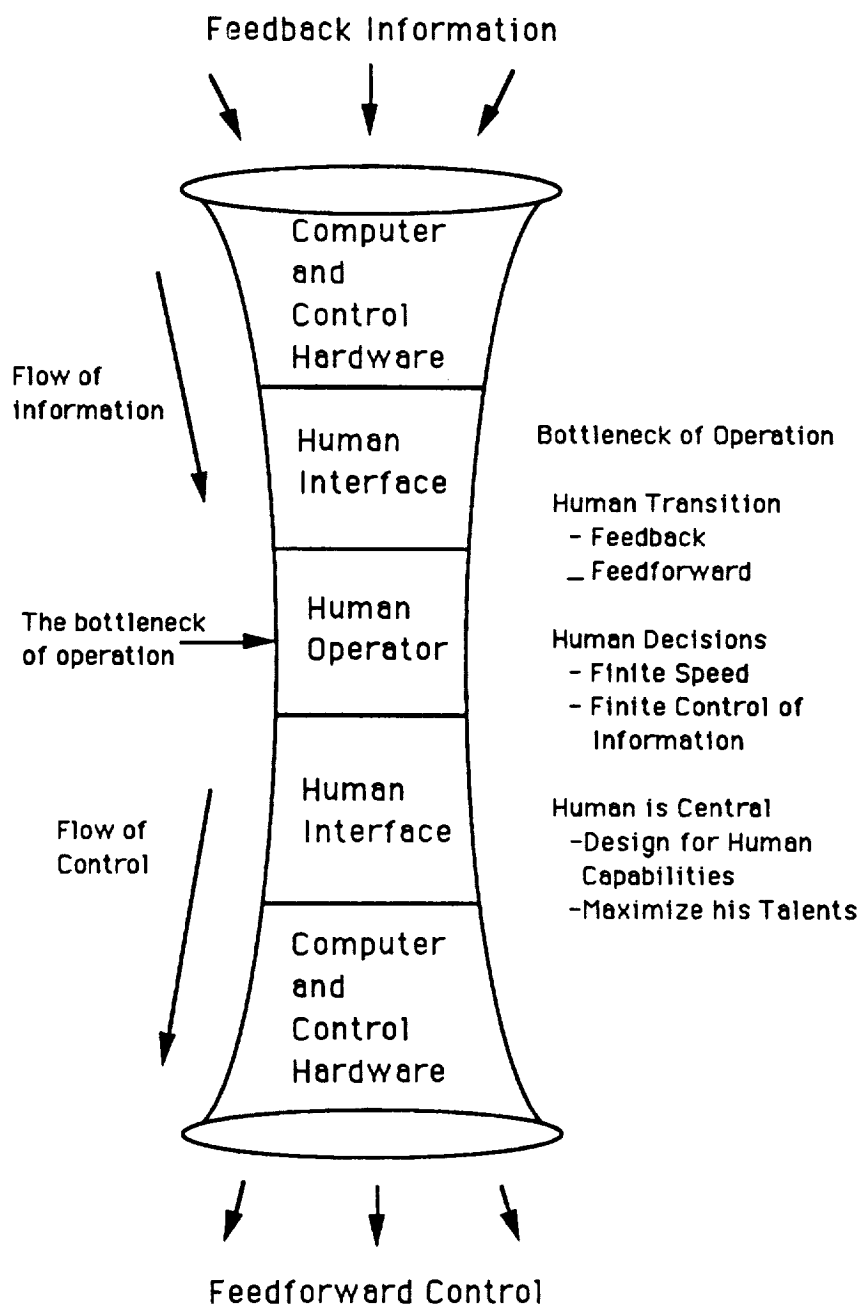 Feedback Information
Computer
and
Control
Hardware
Flow of
information
Human
Interface
Bottleneck of Operation
Human Transition
- Feedback
_ Feedforward
The bottleneck
of operation
Human
Operator
Human Decisions
- Finite Speed
- Finite Control of
Information
Human
Interface
Flow of
Control
Human is Central
-Design for Human
Capabilities
-Maximize his Talents
Computer
and
Control
Hardware
Feedforward Control